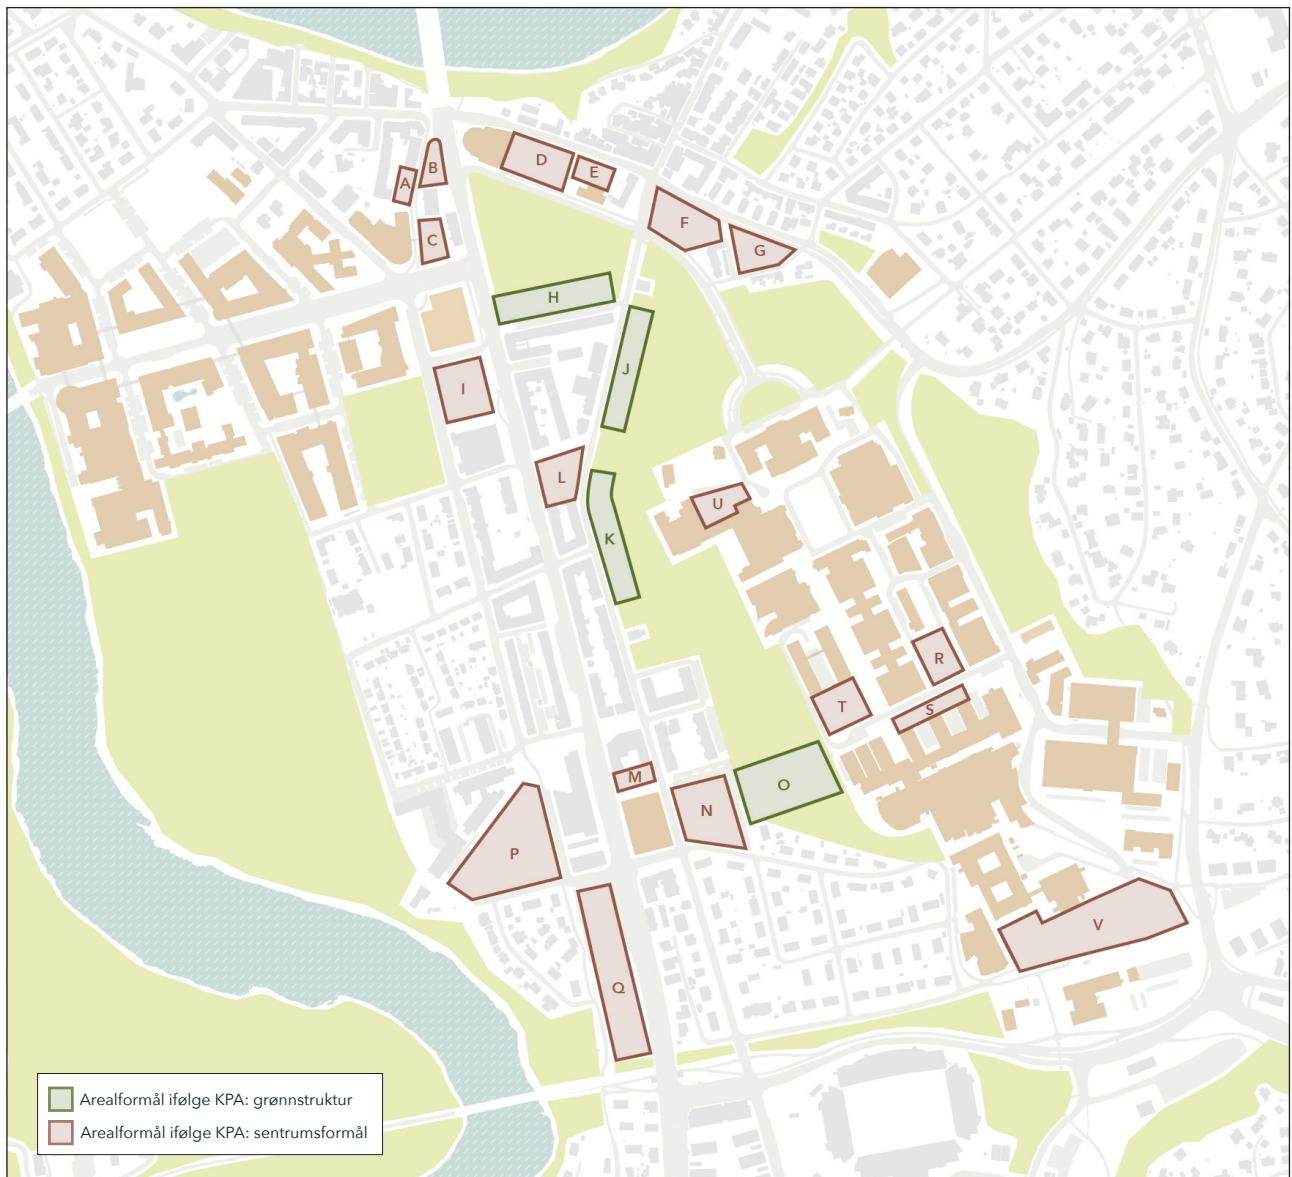 D
B
E
A
F
C
G
H
J
I
L
U
K
R
T
S
M
O
N
P
V
Q
Arealformål ifølge KPA: grønnstruktur
Arealformål ifølge KPA: sentrumsformål